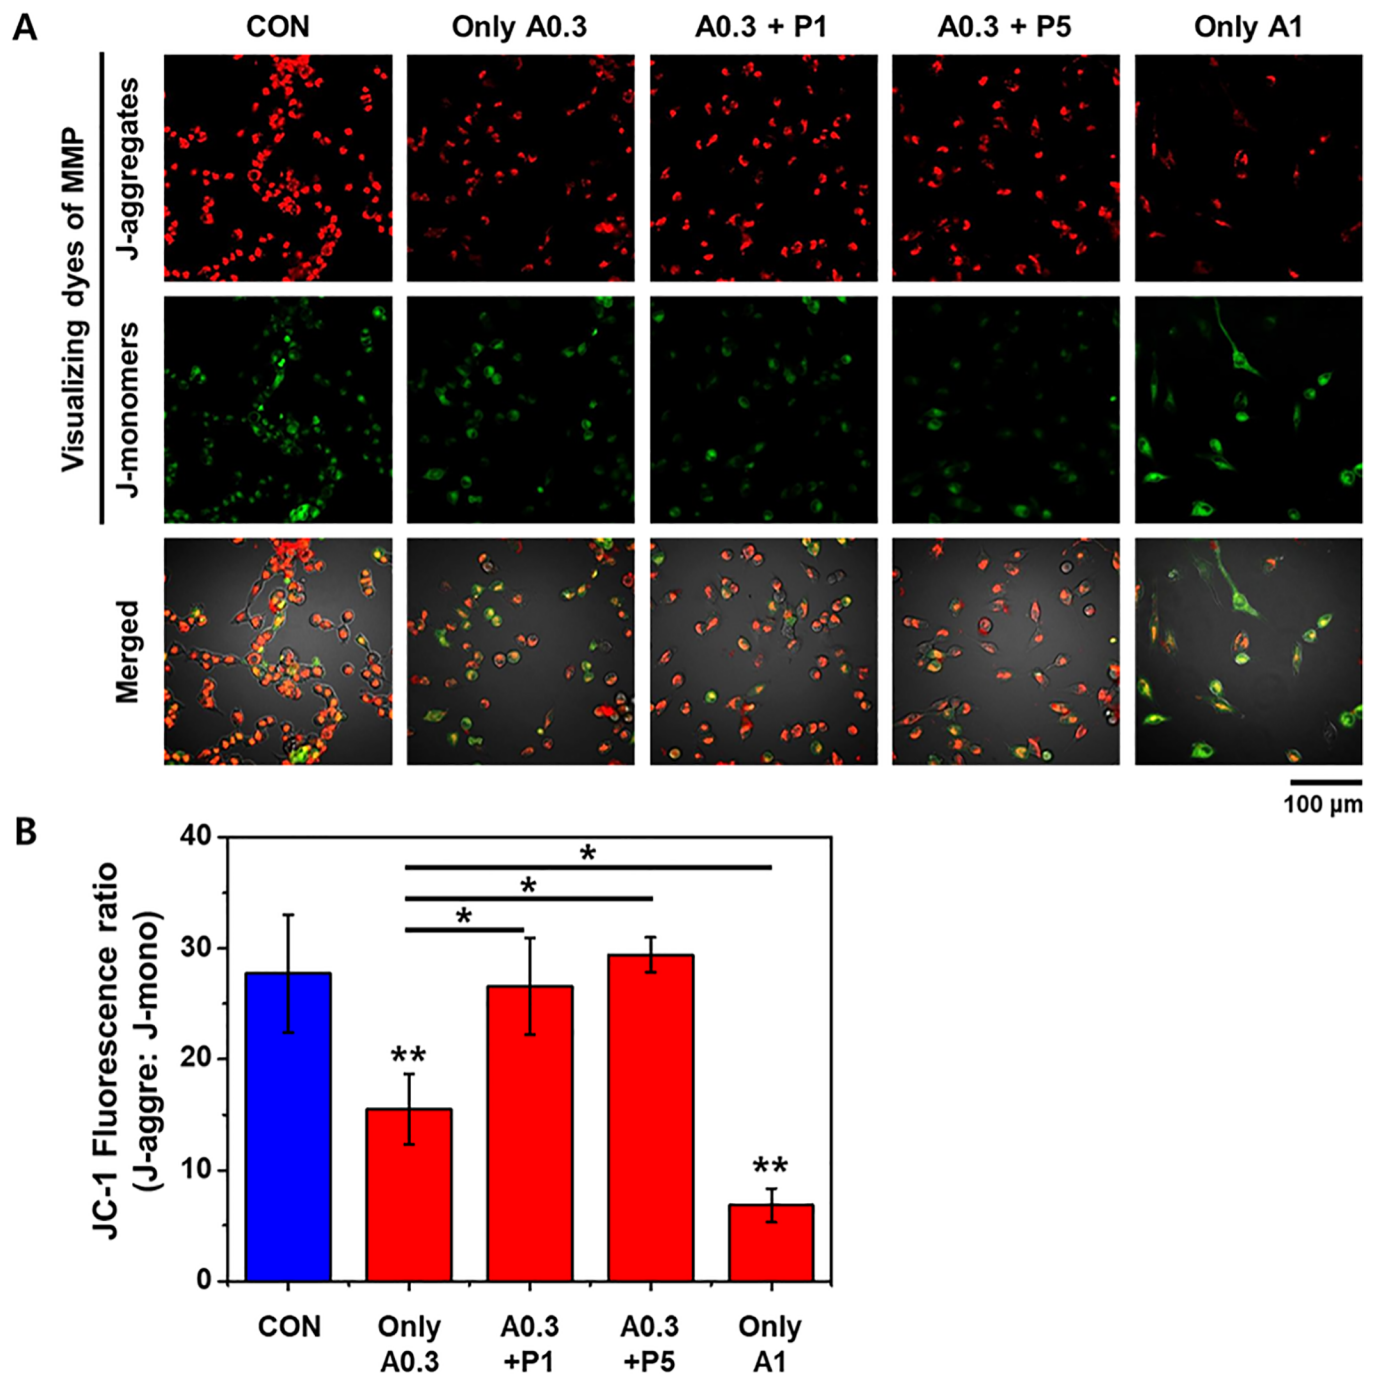 A
CON
Only A0.3
A0.3 + P1
A0.3 + P5
Only A1
Visualizing dyes of MMP
J-aggregates
J-monomers
Merged
100 µm
B
JC-1 Fluorescence ratio
(J-aggre: J-mono)
40
30
20
10
0
*
*
*
**
**
CON
Only
A0.3
A0.3
+P1
A0.3
+P5
Only
A1